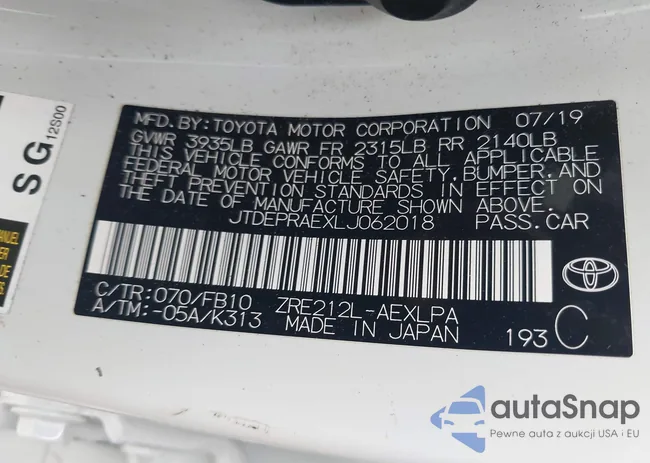 MFD. BY: TOYOTA MOTOR CORPORATION 07/19
GVWR 3935LB GAWR FR 2315LB RR 2140LB
THIS VEHICLE CONFORMS TO ALL APPLICABLE
FEDERAL MOTOR VEHICLE SAFETY, BUMPER, AND
THEFT PREVENTION STANDARDS IN EFFECT ON
THE DATE OF MANUFACTURE SHOWN ABOVE.
JTDEPRAEXLJ062018 PASS. CAR
C/TR: 070/FB10 ZRE212L-AEXLPA
A/TM: -05A/K313 MADE IN JAPAN 193 C
TOYOTA
SG
12S00
DE
autaSnap
Pewne auta z aukcji USA i EU